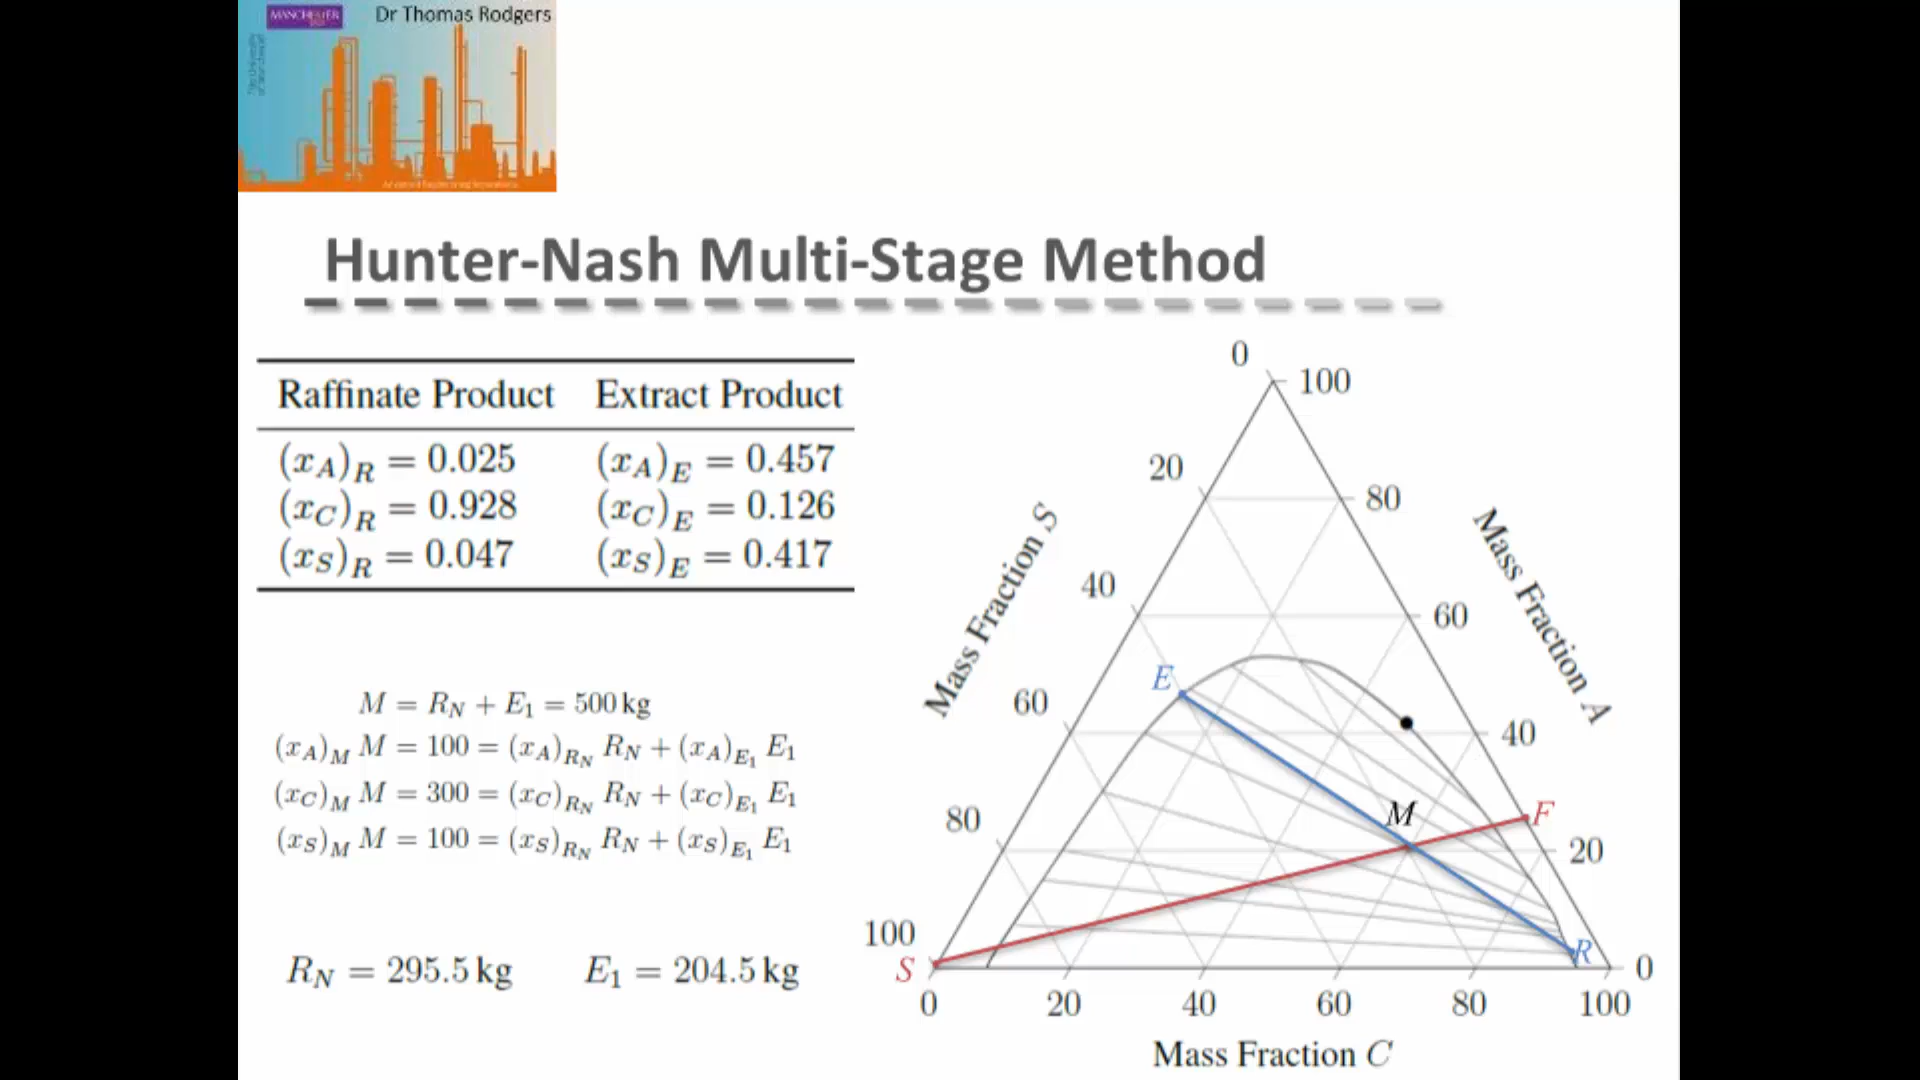 MANCHESTER
Dr Thomas Rodgers
Hunter-Nash Multi-Stage Method
Raffinate Product Extract Product
(x_A)_R = 0.025 (x_A)_E = 0.457
(x_C)_R = 0.928 (x_C)_E = 0.126
(x_S)_R = 0.047 (x_S)_E = 0.417
M = R_N + E_1 = 500 kg
(x_A)_M M = 100 = (x_A)_{R_N} R_N + (x_A)_{E_1} E_1
(x_C)_M M = 300 = (x_C)_{R_N} R_N + (x_C)_{E_1} E_1
(x_S)_M M = 100 = (x_S)_{R_N} R_N + (x_S)_{E_1} E_1
R_N = 295.5 kg E_1 = 204.5 kg
0
100
20
80
40
60
60
40
80
20
100
0
Mass Fraction S
Mass Fraction A
E
M
F
S
R
0 20 40 60 80 100
Mass Fraction C